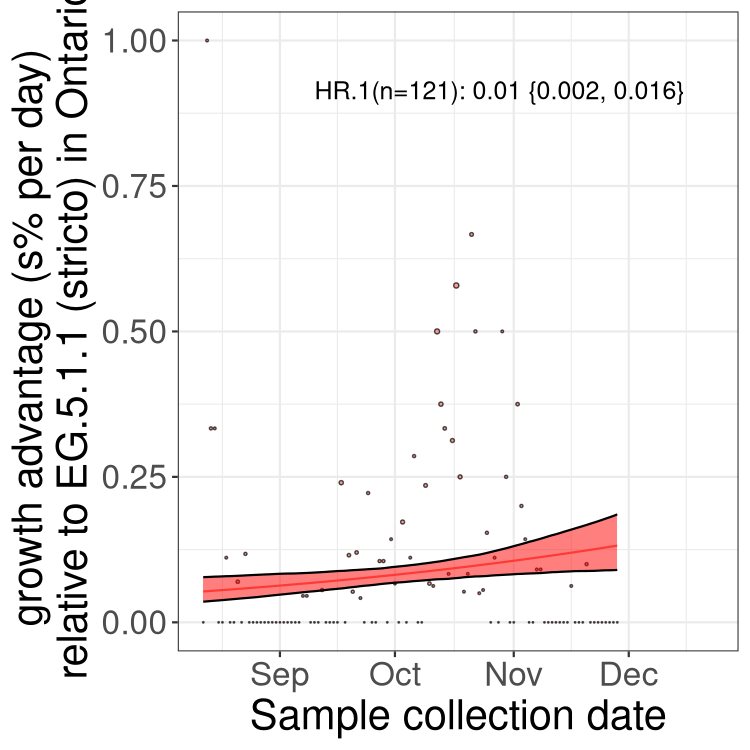 growth advantage (s% per day)
relative to EG.5.1.1 (stricto) in Ontario
1.00
0.75
0.50
0.25
0.00
HR.1(n=121): 0.01 {0.002, 0.016}
Sep Oct Nov Dec
Sample collection date